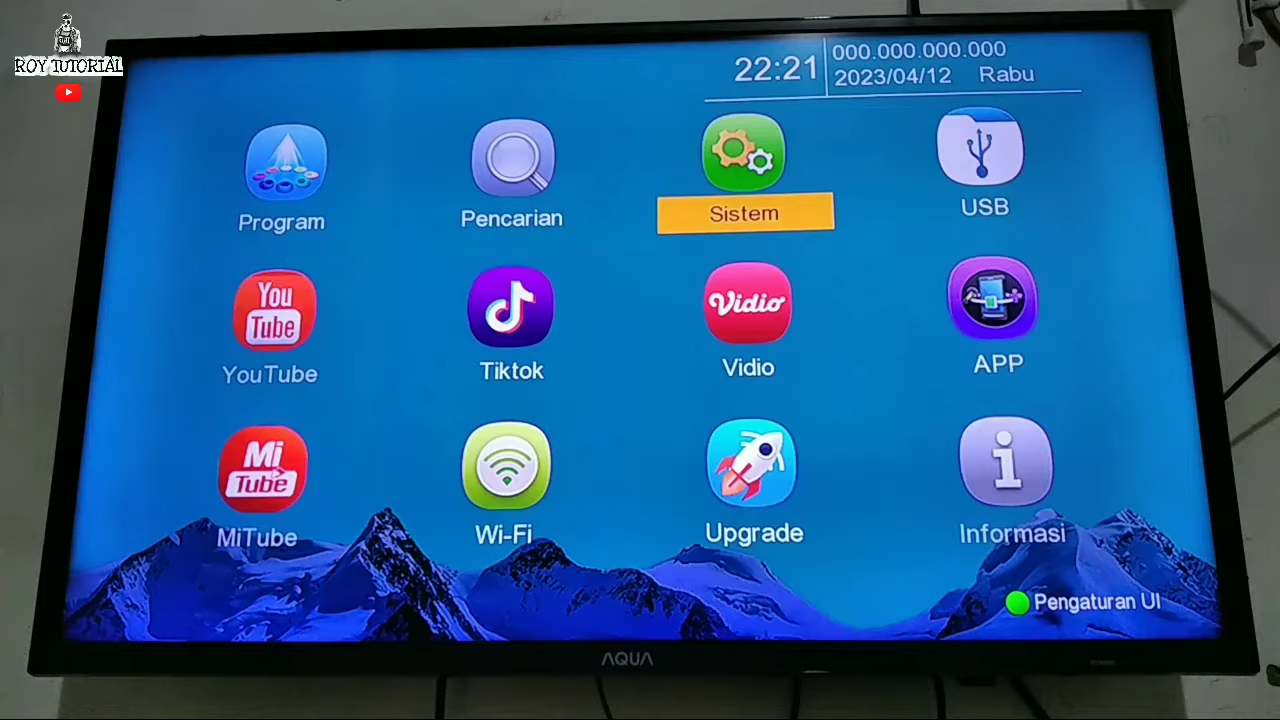 ROY TUTORIAL
22:21
000.000.000.000
2023/04/12 Rabu
Program
Pencarian
Sistem
USB
You
Tube
YouTube
Tiktok
Vidio
Vidio
APP
Mi
Tube
MiTube
Wi-Fi
Upgrade
Informasi
Pengaturan UI
AQUA